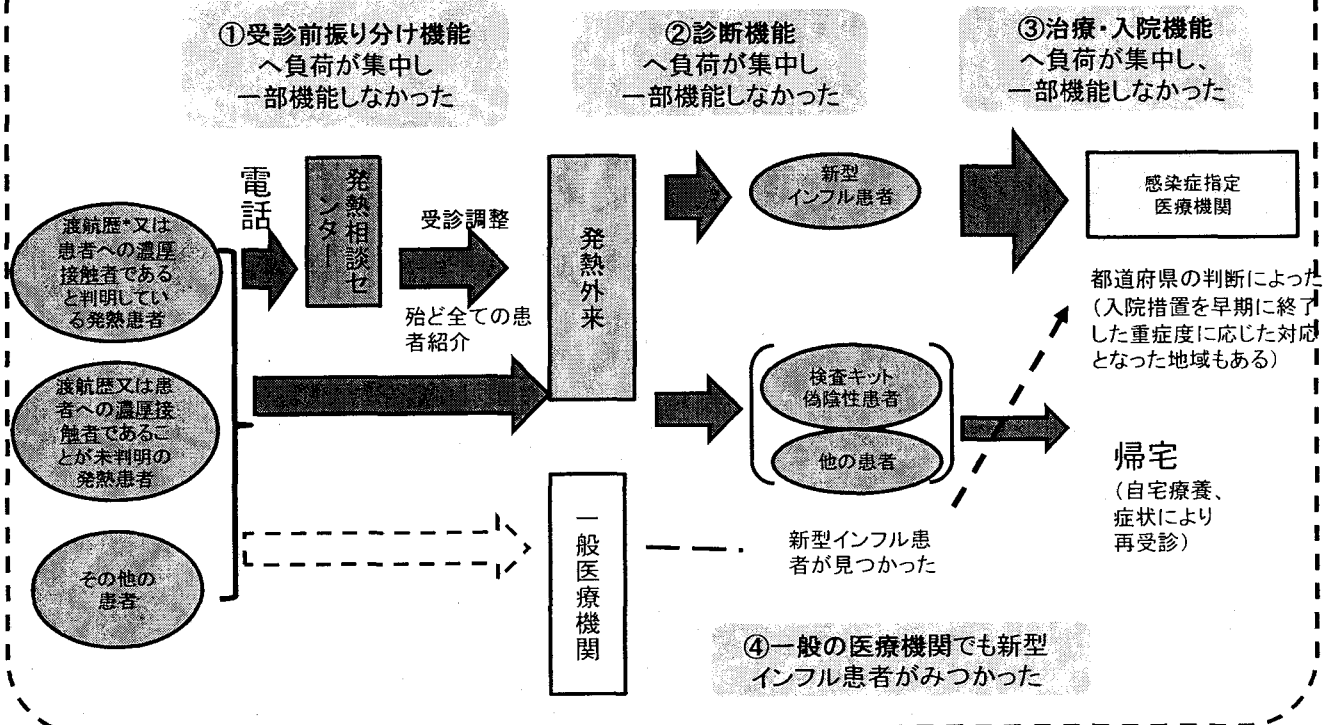 ①受診前振り分け機能
へ負荷が集中し
一部機能しなかった
②診断機能
へ負荷が集中し
一部機能しなかった
③治療・入院機能
へ負荷が集中し、
一部機能しなかった
渡航歴*又は
患者への濃厚
接触者である
と判明してい
る発熱患者
渡航歴又は患
者への濃厚接
触者であるこ
とが未判明の
発熱患者
その他の
患者
電話
発熱相談セ
ンター
受診調整
殆ど全ての患
者紹介
発熱外来
一般医療機関
新型
インフル患者
検査キット
偽陰性患者
他の患者
新型インフル患
者が見つかった
感染症指定
医療機関
都道府県の判断によった
(入院措置を早期に終了
した重症度に応じた対応
となった地域もある)
帰宅
(自宅療養、
症状により
再受診)
④一般の医療機関でも新型
インフル患者がみつかった